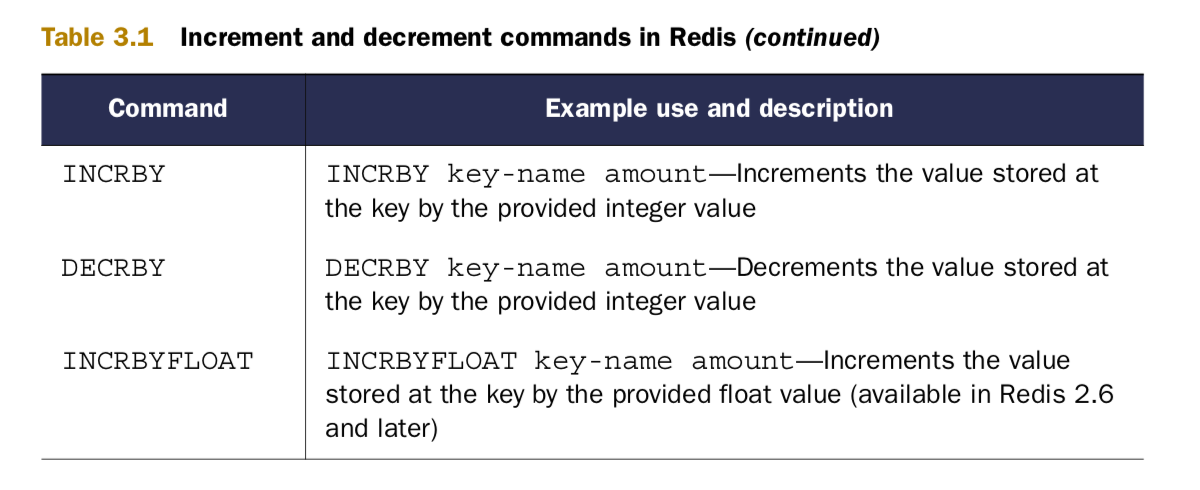 Table 3.1 Increment and decrement commands in Redis (continued)
Command
Example use and description
INCRBY
INCRBY key-name amount—Increments the value stored at
the key by the provided integer value
DECRBY
DECRBY key-name amount—Decrements the value stored at
the key by the provided integer value
INCRBYFLOAT
INCRBYFLOAT key-name amount—Increments the value
stored at the key by the provided float value (available in Redis 2.6
and later)